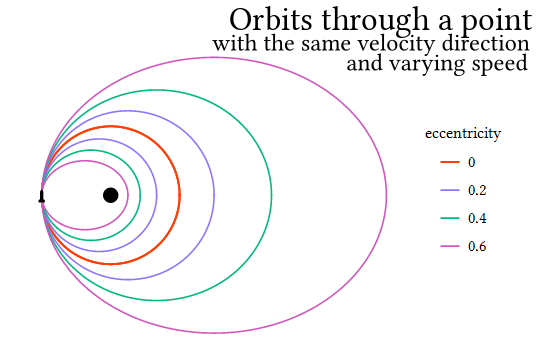 Orbits through a point
with the same velocity direction
and varying speed
eccentricity
0
0.2
0.4
0.6